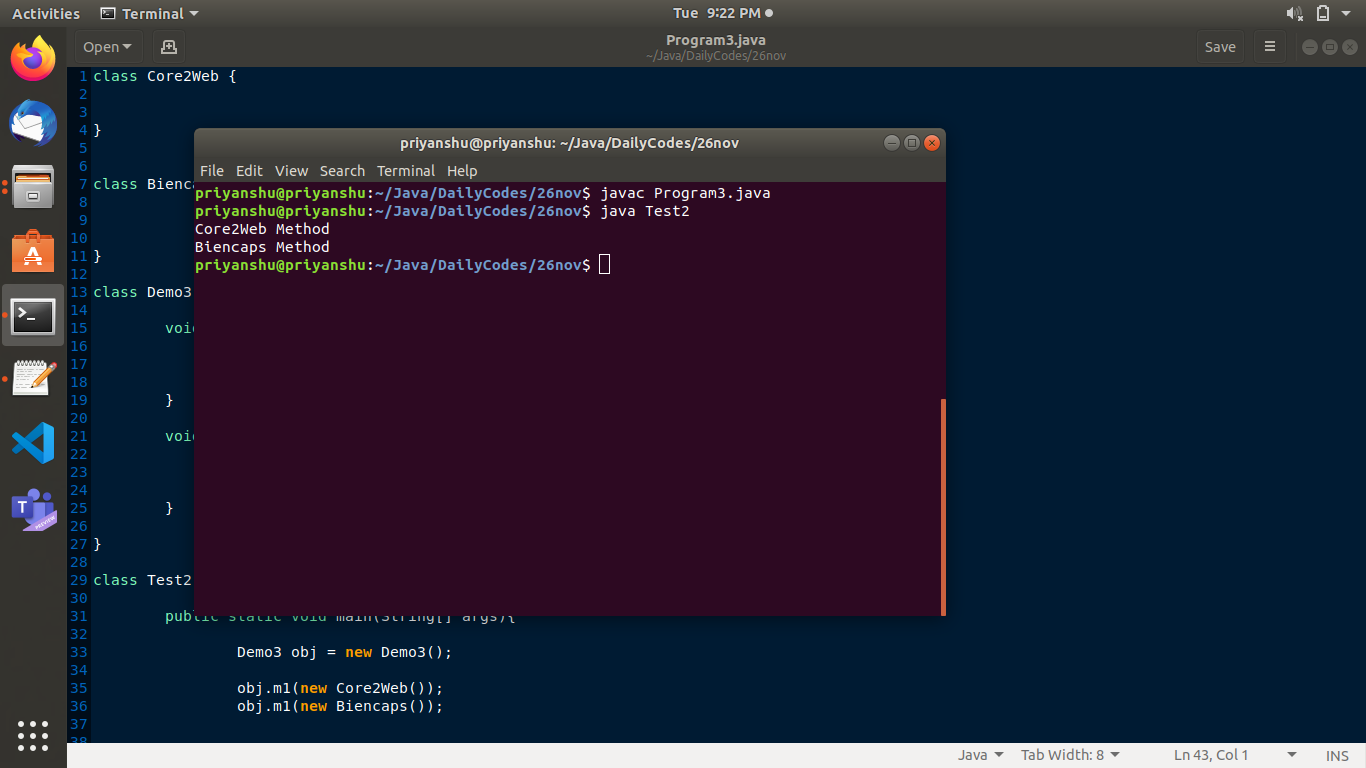 Activities Terminal Tue 9:22 PM
Open Program3.java Save
~/Java/DailyCodes/26nov
1 class Core2Web {
2
3
4 }
5
6
7 class Bienca
8
9
10
11 }
12
13 class Demo3
14
15 void
16
17
18
19 }
20
21 void
22
23
24
25 }
26
27 }
28
29 class Test2
30
31 public static void main(String[] args){
32
33 Demo3 obj = new Demo3();
34
35 obj.m1(new Core2Web());
36 obj.m1(new Biencaps());
37
38
priyanshu@priyanshu: ~/Java/DailyCodes/26nov
File Edit View Search Terminal Help
priyanshu@priyanshu:~/Java/DailyCodes/26nov$ javac Program3.java
priyanshu@priyanshu:~/Java/DailyCodes/26nov$ java Test2
Core2Web Method
Biencaps Method
priyanshu@priyanshu:~/Java/DailyCodes/26nov$
T
PREVIEW
Java Tab Width: 8 Ln 43, Col 1 INS